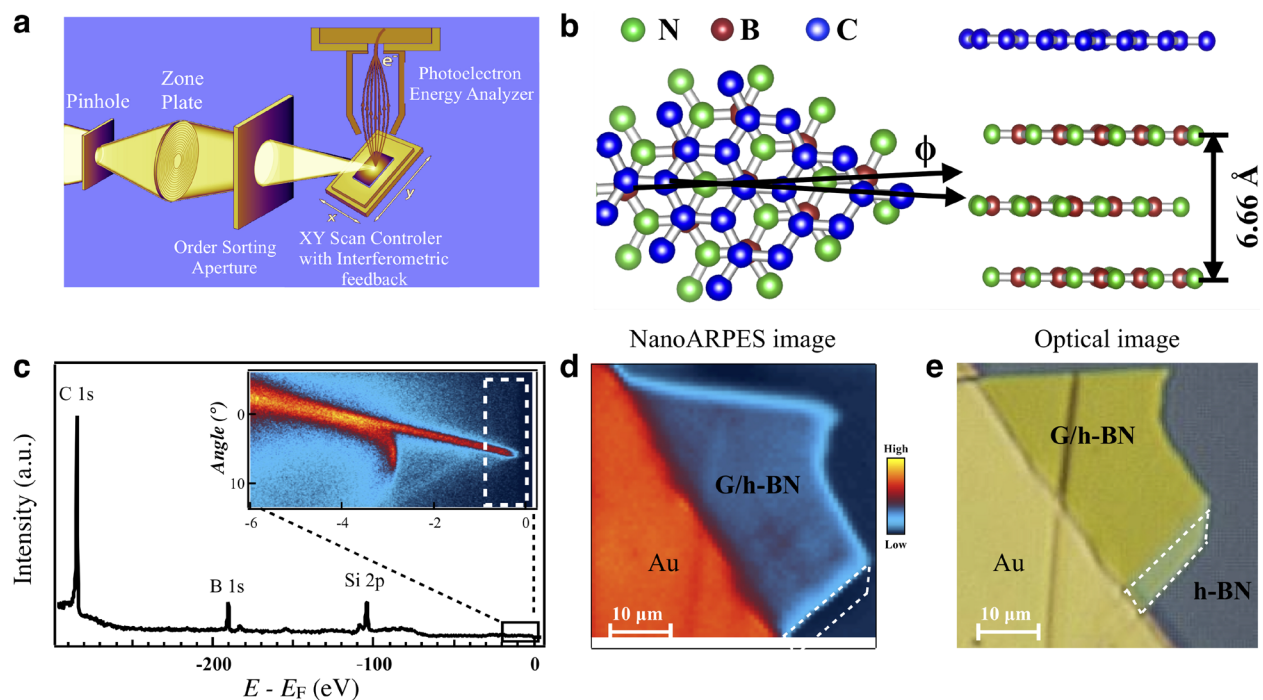 a
Pinhole
Zone
Plate
e-
Photoelectron
Energy Analyzer
Order Sorting
Aperture
x
y
XY Scan Controler
with Interferometric
feedback
b
N
B
C
ϕ
6.66 Å
c
Intensity (a.u.)
C 1s
B 1s
Si 2p
-200
-100
0
E - EF (eV)
Angle (°)
0
10
-6
-4
-2
0
NanoARPES image
d
G/h-BN
Au
10 μm
High
Low
Optical image
e
G/h-BN
Au
h-BN
10 μm